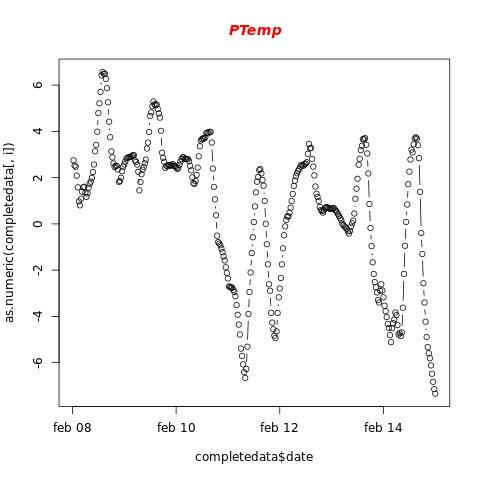 PTemp
as.numeric(completedata[, i])
6
4
2
0
-2
-4
-6
feb 08
feb 10
feb 12
feb 14
completedata$date